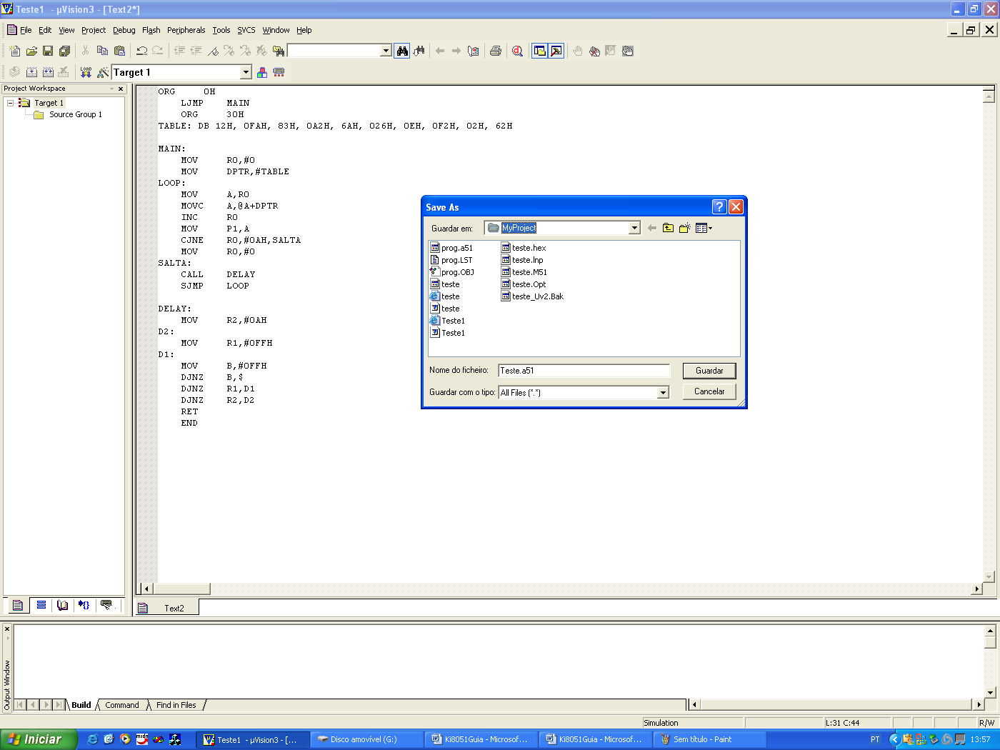 Teste1  - µVision3 - [Text2*]
File Edit View Project Debug Flash Peripherals Tools SVCS Window Help
LOAD Target 1
Project Workspace
Target 1
Source Group 1
ORG     0H
    LJMP    MAIN
    ORG     30H
TABLE: DB 12H, 0FAH, 83H, 0A2H, 6AH, 026H, 0EH, 0F2H, 02H, 62H
MAIN:
    MOV     R0,#0
    MOV     DPTR,#TABLE
LOOP:
    MOV     A,R0
    MOVC    A,@A+DPTR
    INC     R0
    MOV     P1,A
    CJNE    R0,#0AH,SALTA
    MOV     R0,#0
SALTA:
    CALL    DELAY
    SJMP    LOOP
DELAY:
    MOV     R2,#0AH
D2:
    MOV     R1,#0FFH
D1:
    MOV     B,#0FFH
    DJNZ    B,$
    DJNZ    R1,D1
    DJNZ    R2,D2
    RET
    END
Save As
Guardar em: MyProject
prog.a51
prog.LST
prog.OBJ
teste
teste
teste
Teste1
Teste1
teste.hex
teste.lnp
teste.M51
teste.Opt
teste_Uv2.Bak
Nome do ficheiro: Teste.a51 Guardar
Guardar com o tipo: All Files (*.*) Cancelar
Text2
Output Window
Build Command Find in Files
Simulation L:31 C:44 R/W
Iniciar msdn Teste1  - µVision3 - [... Disco amovível (G:) Ki8051Guia - Microsof... Ki8051Guia - Microsof... Sem título - Paint PT 13:57